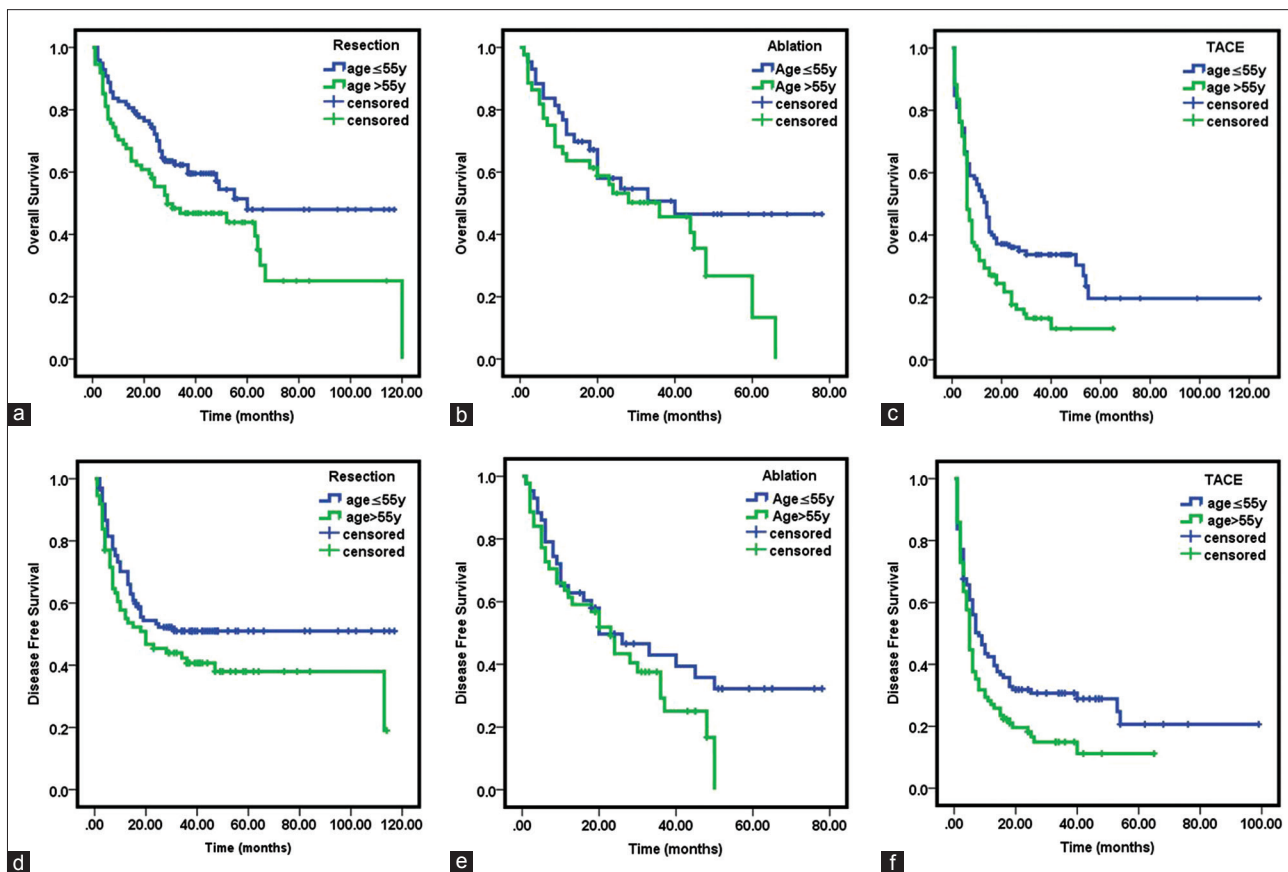 Resection
age≤55y
age >55y
censored
censored
Overall Survival
1.0
0.8
0.6
0.4
0.2
0.0
.00 20.00 40.00 60.00 80.00 100.00 120.00
Time (months)
a
Ablation
Age≤55y
Age>55y
censored
censored
Overall Survival
1.0
0.8
0.6
0.4
0.2
0.0
.00 20.00 40.00 60.00 80.00
Time (months)
b
TACE
age≤55y
age>55y
censored
censored
Overall Survival
1.0
0.8
0.6
0.4
0.2
0.0
.00 20.00 40.00 60.00 80.00 100.00 120.00
Time (months)
c
Resection
age≤55y
age>55y
censored
censored
Disease Free Survival
1.0
0.8
0.6
0.4
0.2
0.0
.00 20.00 40.00 60.00 80.00 100.00 120.00
Time (months)
d
Ablation
Age≤55y
Age>55y
censored
censored
Disease Free Survival
1.0
0.8
0.6
0.4
0.2
0.0
.00 20.00 40.00 60.00 80.00
Time (months)
e
TACE
age≤55y
age>55y
censored
censored
Disease Free Survival
1.0
0.8
0.6
0.4
0.2
0.0
.00 20.00 40.00 60.00 80.00 100.00
Time (months)
f